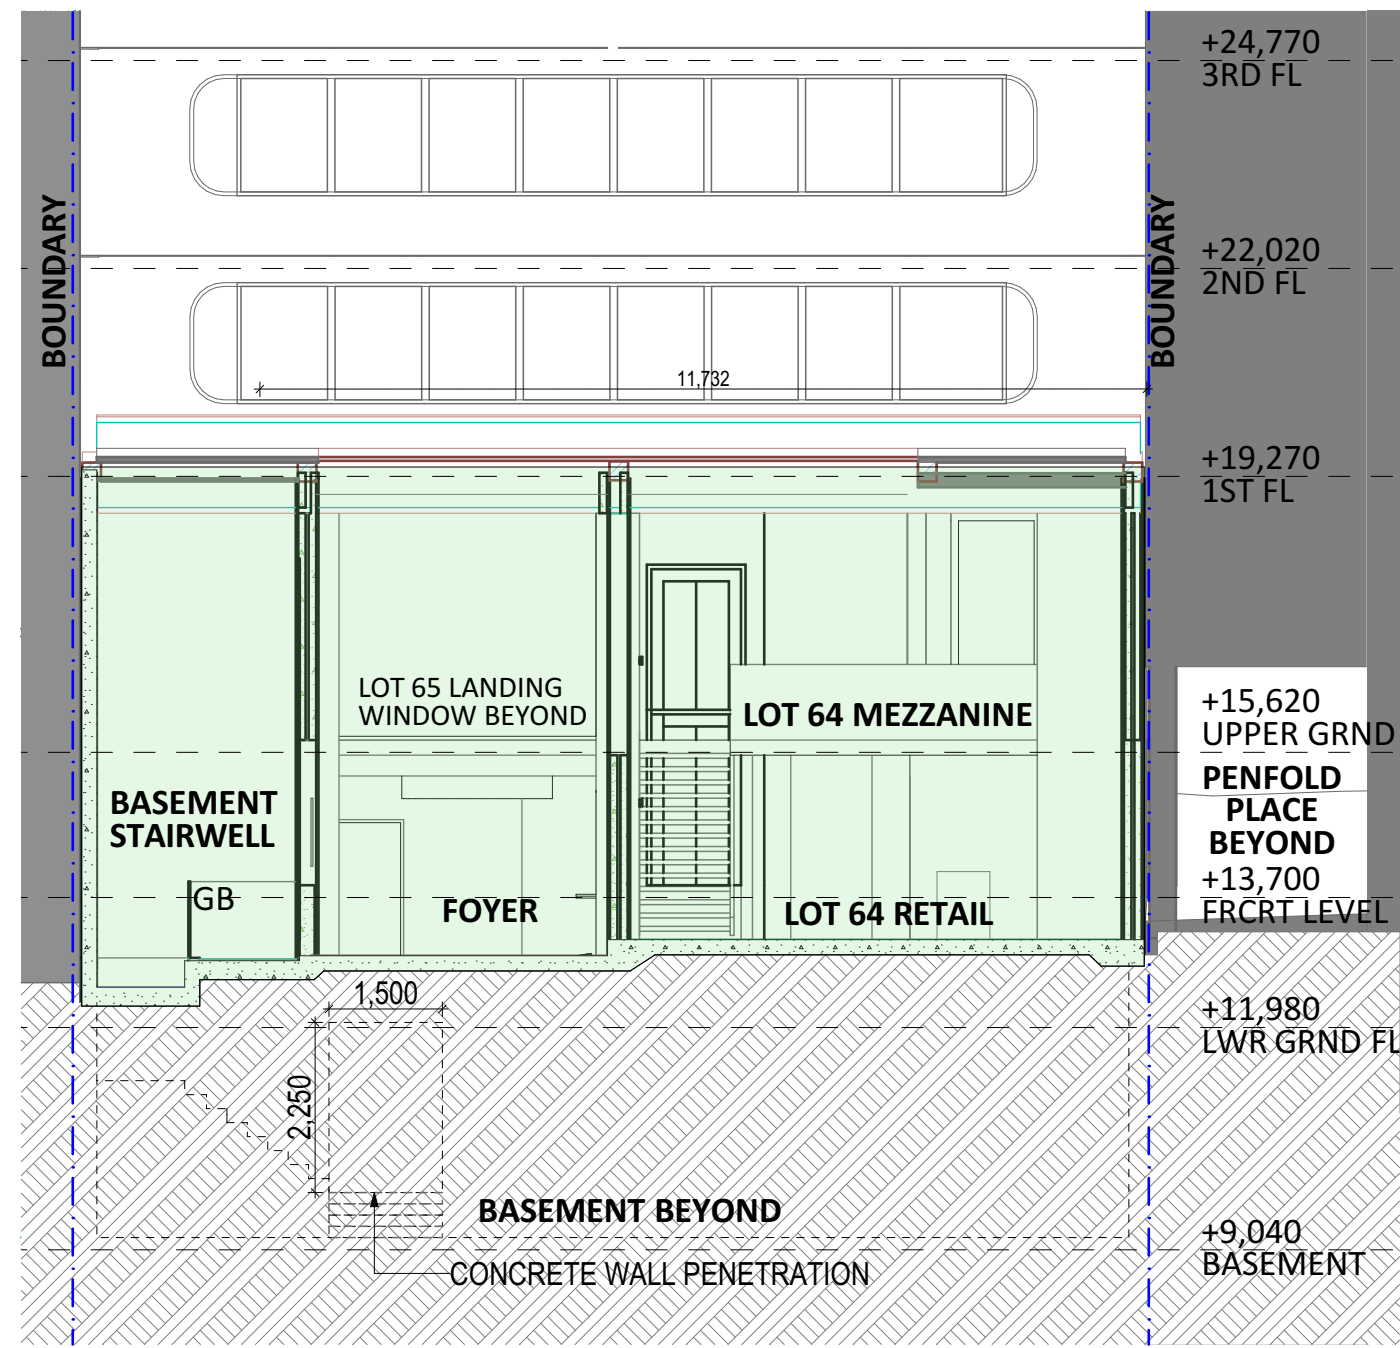 +24,770
3RD FL
BOUNDARY
BOUNDARY
+22,020
2ND FL
11,732
+19,270
1ST FL
LOT 65 LANDING
WINDOW BEYOND
LOT 64 MEZZANINE
+15,620
UPPER GRND
PENFOLD
PLACE
BEYOND
BASEMENT
STAIRWELL
GB
FOYER
LOT 64 RETAIL
+13,700
FRCRT LEVEL
1,500
+11,980
LWR GRND FL
2,250
BASEMENT BEYOND
+9,040
BASEMENT
CONCRETE WALL PENETRATION